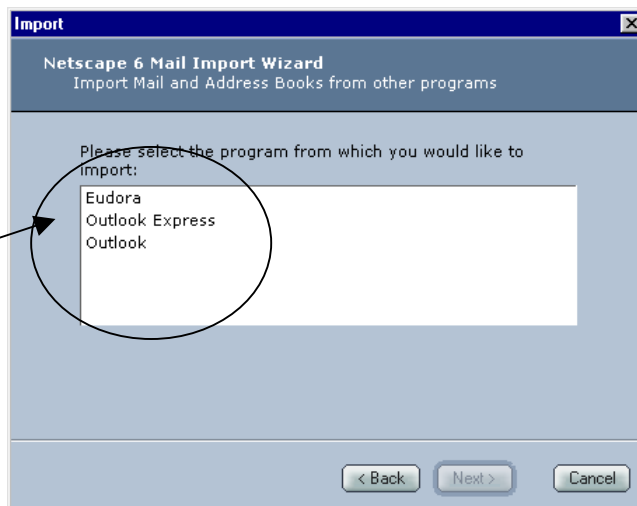 Import
Netscape 6 Mail Import Wizard
Import Mail and Address Books from other programs
Please select the program from which you would like to
import:
Eudora
Outlook Express
Outlook
< Back Next > Cancel